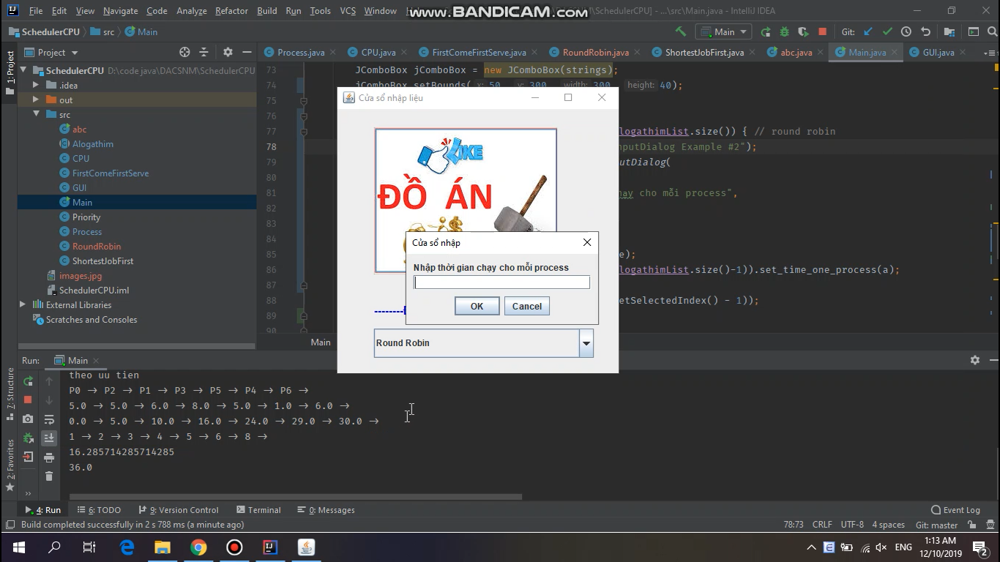 File Edit View Navigate Code Analyze Refactor Build Run Tools VCS Window
www.BANDICAM.com
SchedulerCPU] - ...\src\Main.java - IntelliJ IDEA
SchedulerCPU src Main
Main
Git:
Project
Process.java CPU.java FirstComeFirstServe.java RoundRobin.java ShortestJobFirst.java abc.java Main.java GUI.java
1: Project
SchedulerCPU D:\code java\DACSNM\SchedulerCPU
.idea
out
src
abc
Alogathim
CPU
FirstComeFirstServe
GUI
Main
Priority
Process
RoundRobin
ShortestJobFirst
images.jpg
SchedulerCPU.iml
External Libraries
Scratches and Consoles
73 JComboBox jComboBox = new JComboBox(strings);
74 jComboBox.setBounds( x: 50, y: 300, width: 300, height: 40);
75
76
77 logathimList.size()) { // round robin
78 nputDialog Example #2");
79 utDialog(
80
81 hạy cho mỗi process",
82
83
84
85 e);
86 logathimList.size()-1)).set_time_one_process(a);
87
88 etSelectedIndex() - 1));
89
90
Main
Cửa sổ nhập liệu
LIKE
ĐỒ ÁN
Cửa sổ nhập
Nhập thời gian chạy cho mỗi process
OK Cancel
Round Robin
Run: Main
7: Structure
2: Favorites
theo uu tien
P0 -> P2 -> P1 -> P3 -> P5 -> P4 -> P6 ->
5.0 -> 5.0 -> 6.0 -> 8.0 -> 5.0 -> 1.0 -> 6.0 ->
0.0 -> 5.0 -> 10.0 -> 16.0 -> 24.0 -> 29.0 -> 30.0 ->
1 -> 2 -> 3 -> 4 -> 5 -> 6 -> 8 ->
16.285714285714285
36.0
4: Run 6: TODO 9: Version Control Terminal 0: Messages Event Log
Build completed successfully in 2 s 788 ms (a minute ago) 78:73 CRLF UTF-8 4 spaces Git: master
ENG
1:13 AM
12/10/2019
2